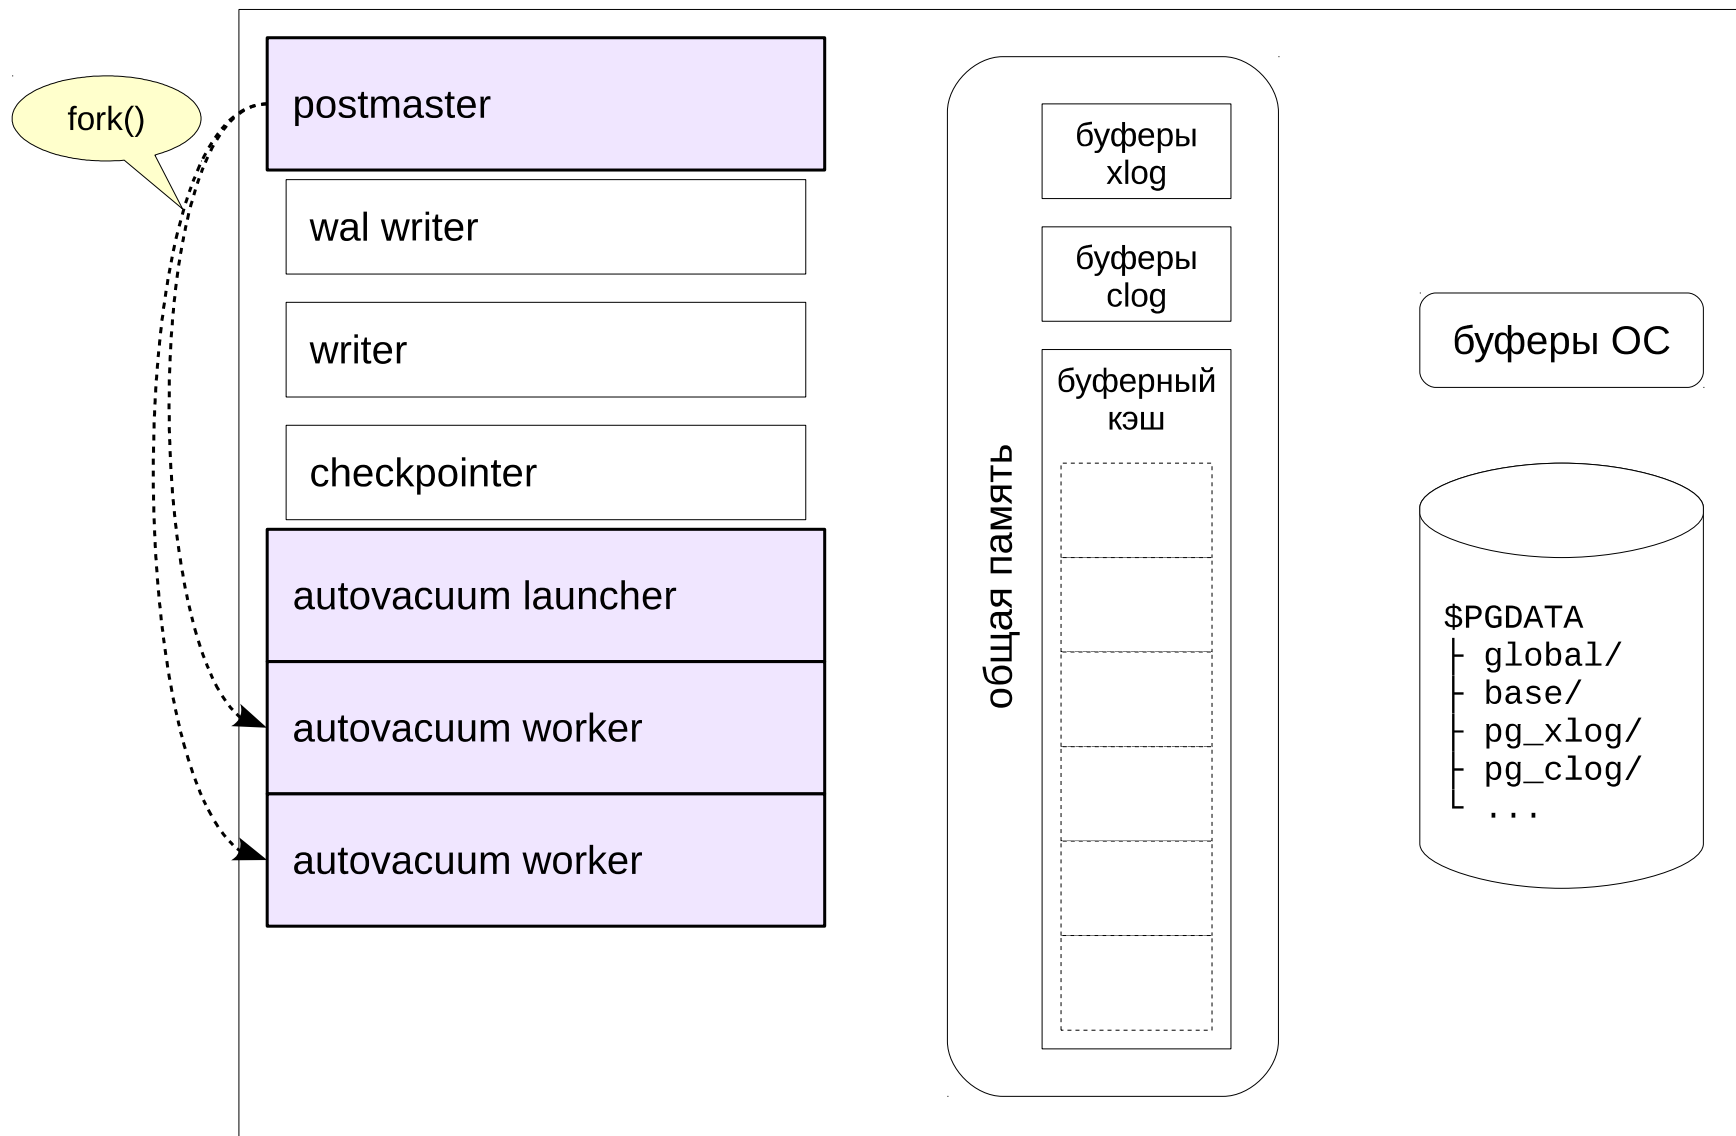 fork()
postmaster
wal writer
writer
checkpointer
autovacuum launcher
autovacuum worker
autovacuum worker
общая память
буферы
xlog
буферы
clog
буферный
кэш
буферы ОС
$PGDATA
├ global/
├ base/
├ pg_xlog/
├ pg_clog/
└ ...